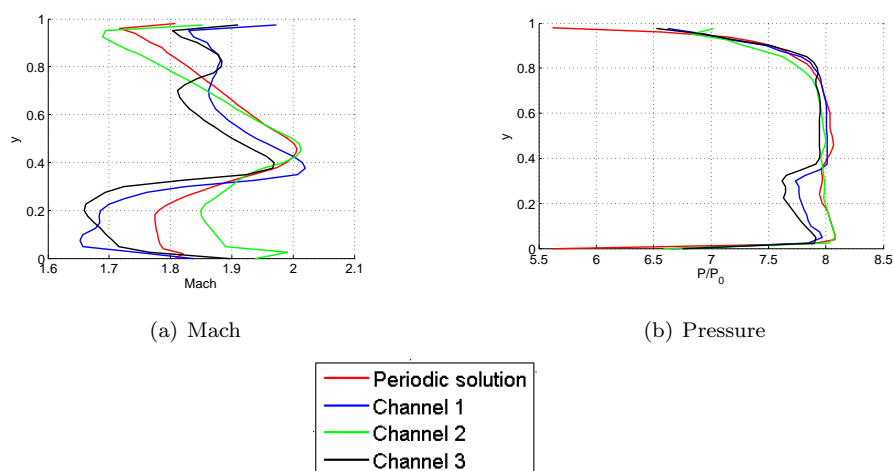 1
0.8
0.6
y
0.4
0.2
0
1.6 1.7 1.8 1.9 2 2.1
Mach
(a) Mach
1
0.8
0.6
y
0.4
0.2
0
5.5 6 6.5 7 7.5 8 8.5
P/P0
(b) Pressure
Periodic solution
Channel 1
Channel 2
Channel 3